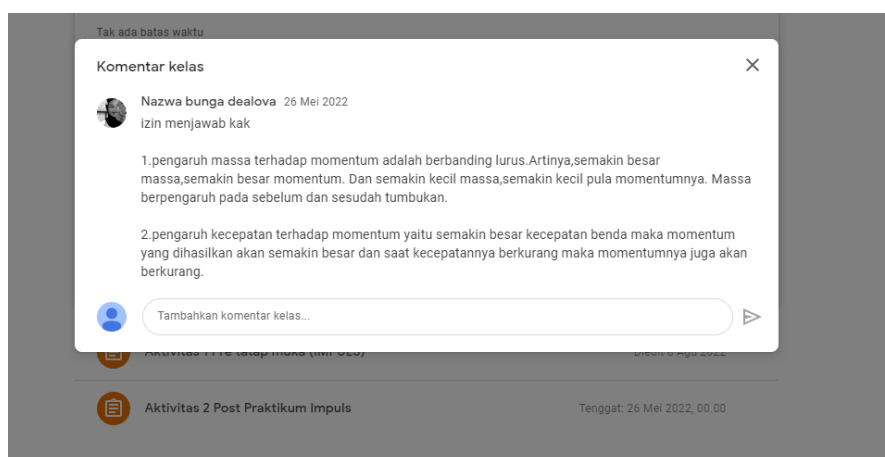 Tak ada batas waktu
Komentar kelas
Nazwa bunga dealova 26 Mei 2022
izin menjawab kak
1.pengaruh massa terhadap momentum adalah berbanding lurus.Artinya,semakin besar
massa,semakin besar momentum. Dan semakin kecil massa,semakin kecil pula momentumnya. Massa
berpengaruh pada sebelum dan sesudah tumbukan.
2.pengaruh kecepatan terhadap momentum yaitu semakin besar kecepatan benda maka momentum
yang dihasilkan akan semakin besar dan saat kecepatannya berkurang maka momentumnya juga akan
berkurang.
Tambahkan komentar kelas...
Aktivitas 2 Post Praktikum Impuls Tenggat: 26 Mei 2022, 00.00